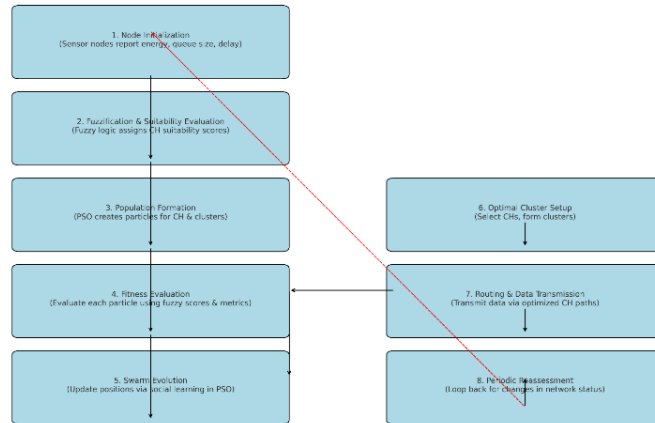 1. Node Initialization
(Sensor nodes report energy, queue size, delay)
2. Fuzzification & Suitability Evaluation
(Fuzzy logic assigns CH suitability scores)
3. Population Formation
(PSO creates particles for CH & clusters)
4. Fitness Evaluation
(Evaluate each particle using fuzzy scores & metrics)
5. Swarm Evolution
(Update positions via social learning in PSO)
6. Optimal Cluster Setup
(Select CHs, form clusters)
7. Routing & Data Transmission
(Transmit data via optimized CH paths)
8. Periodic Reassessment
(Loop back for changes in network status)